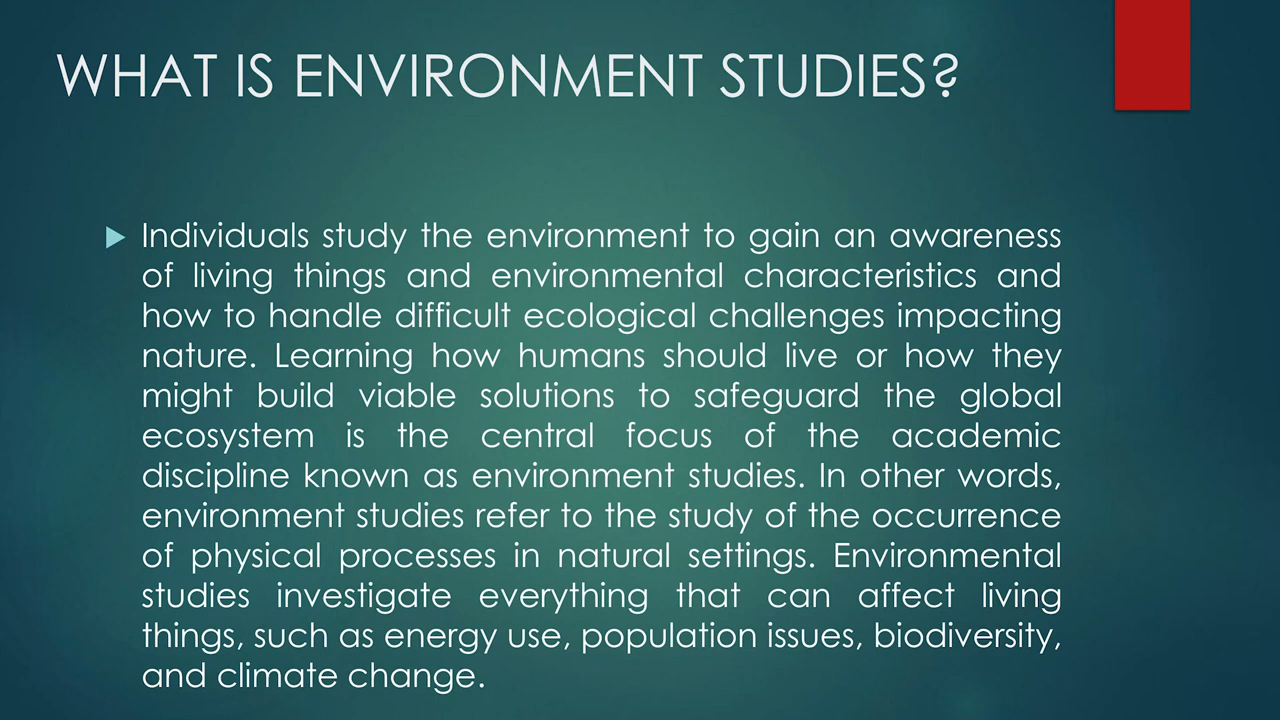 WHAT IS ENVIRONMENT STUDIES?
Individuals study the environment to gain an awareness
of living things and environmental characteristics and
how to handle difficult ecological challenges impacting
nature. Learning how humans should live or how they
might build viable solutions to safeguard the global
ecosystem is the central focus of the academic
discipline known as environment studies. In other words,
environment studies refer to the study of the occurrence
of physical processes in natural settings. Environmental
studies investigate everything that can affect living
things, such as energy use, population issues, biodiversity,
and climate change.